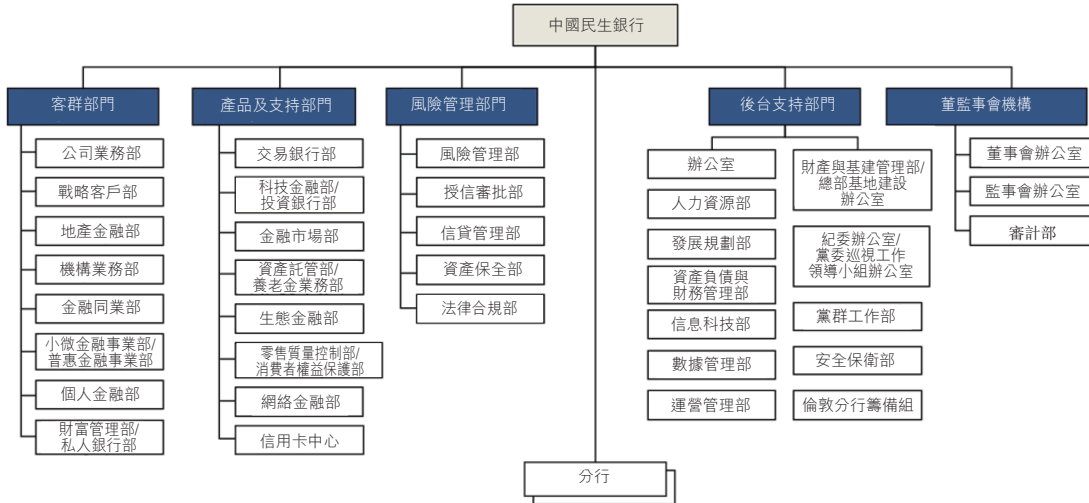 中國民生銀行
客群部門
公司業務部
戰略客戶部
地產金融部
機構業務部
金融同業部
小微金融事業部/
普惠金融事業部
個人金融部
財富管理部/
私人銀行部
產品及支持部門
交易銀行部
科技金融部/
投資銀行部
金融市場部
資產託管部/
養老金業務部
生態金融部
零售質量控制部/
消費者權益保護部
網絡金融部
信用卡中心
風險管理部門
風險管理部
授信審批部
信貸管理部
資產保全部
法律合規部
後台支持部門
辦公室
人力資源部
發展規劃部
資產負債與
財務管理部
信息科技部
數據管理部
運營管理部
財產與基建管理部/
總部基地建設
辦公室
紀委辦公室/
黨委巡視工作
領導小組辦公室
黨群工作部
安全保衛部
倫敦分行籌備組
董監事會機構
董事會辦公室
監事會辦公室
審計部
分行